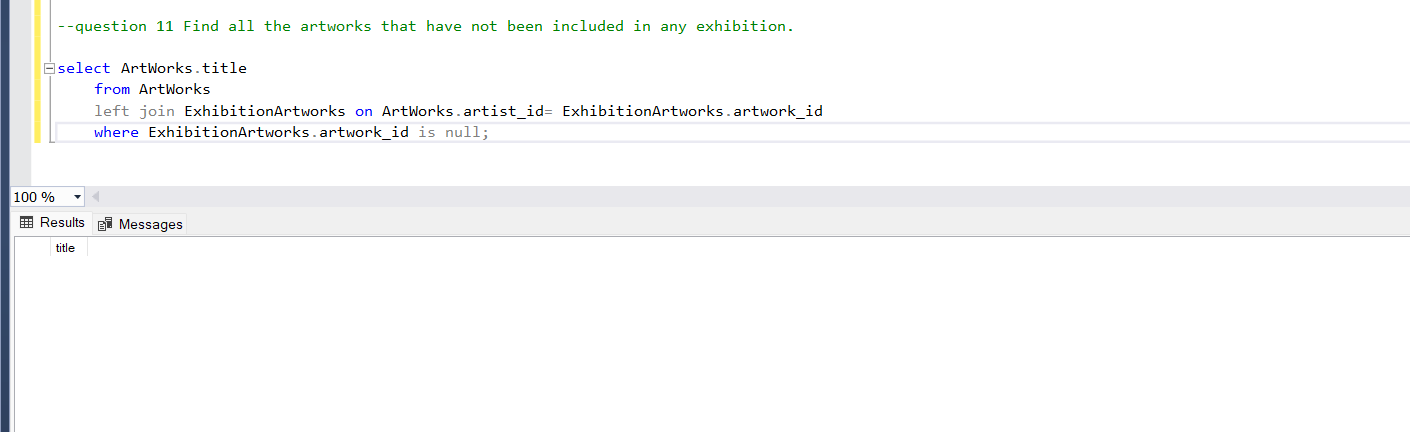 --question 11 Find all the artworks that have not been included in any exhibition.
select ArtWorks.title
from ArtWorks
left join ExhibitionArtworks on ArtWorks.artist_id= ExhibitionArtworks.artwork_id
where ExhibitionArtworks.artwork_id is null;
100 %
Results Messages
title